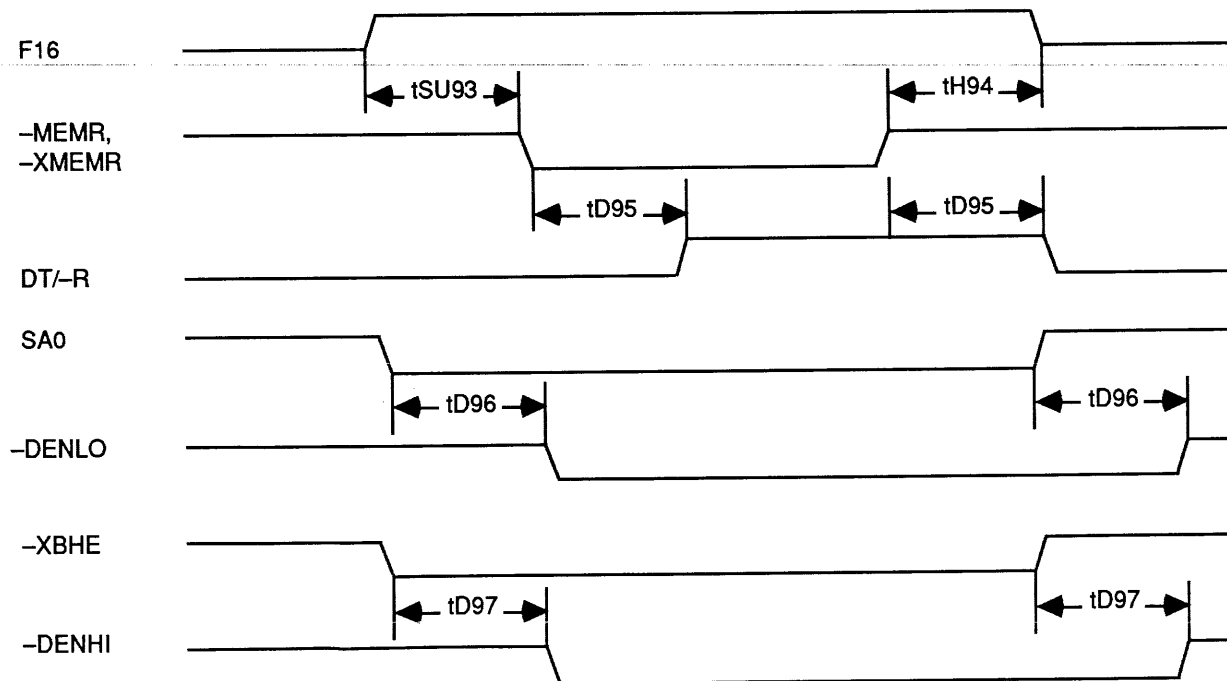 F16
tSU93
tH94
–MEMR,
–XMEMR
tD95
tD95
DT/–R
SA0
tD96
tD96
–DENLO
–XBHE
tD97
tD97
–DENHI